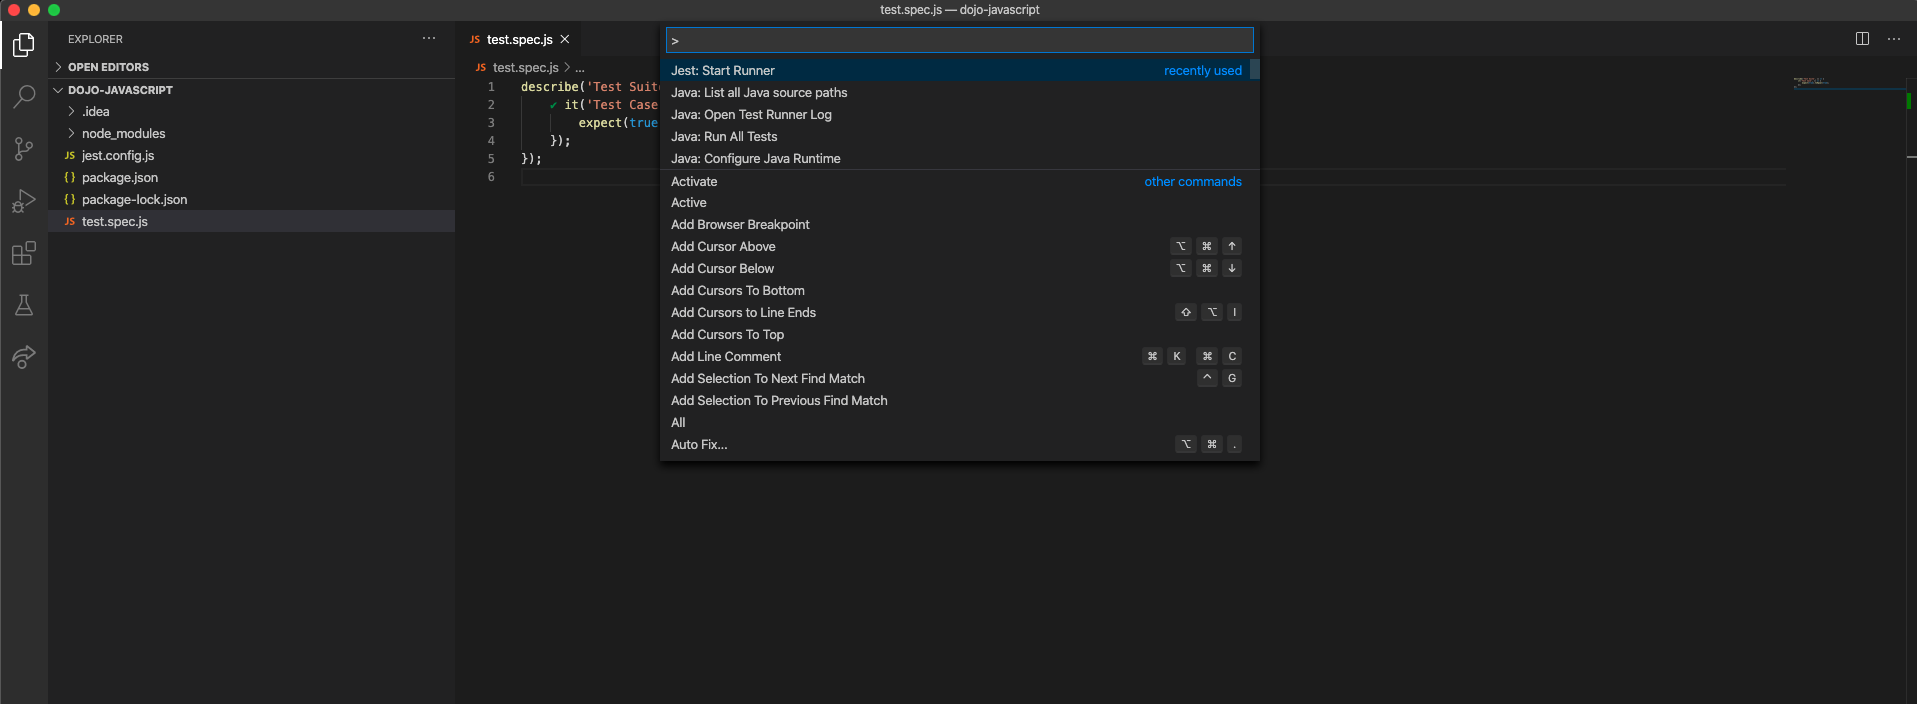 test.spec.js — dojo-javascript
EXPLORER
OPEN EDITORS
DOJO-JAVASCRIPT
.idea
node_modules
JS jest.config.js
{} package.json
{} package-lock.json
JS test.spec.js
JS test.spec.js
JS test.spec.js > ...
1 describe('Test Suit
2 ✓ it('Test Case
3 expect(true
4 });
5 });
6
>
Jest: Start Runner recently used
Java: List all Java source paths
Java: Open Test Runner Log
Java: Run All Tests
Java: Configure Java Runtime
Activate other commands
Active
Add Browser Breakpoint
Add Cursor Above ⌥ ⌘ ↑
Add Cursor Below ⌥ ⌘ ↓
Add Cursors To Bottom
Add Cursors to Line Ends ⇧ ⌥ I
Add Cursors To Top
Add Line Comment ⌘ K ⌘ C
Add Selection To Next Find Match ^ G
Add Selection To Previous Find Match
All
Auto Fix... ⌥ ⌘ .